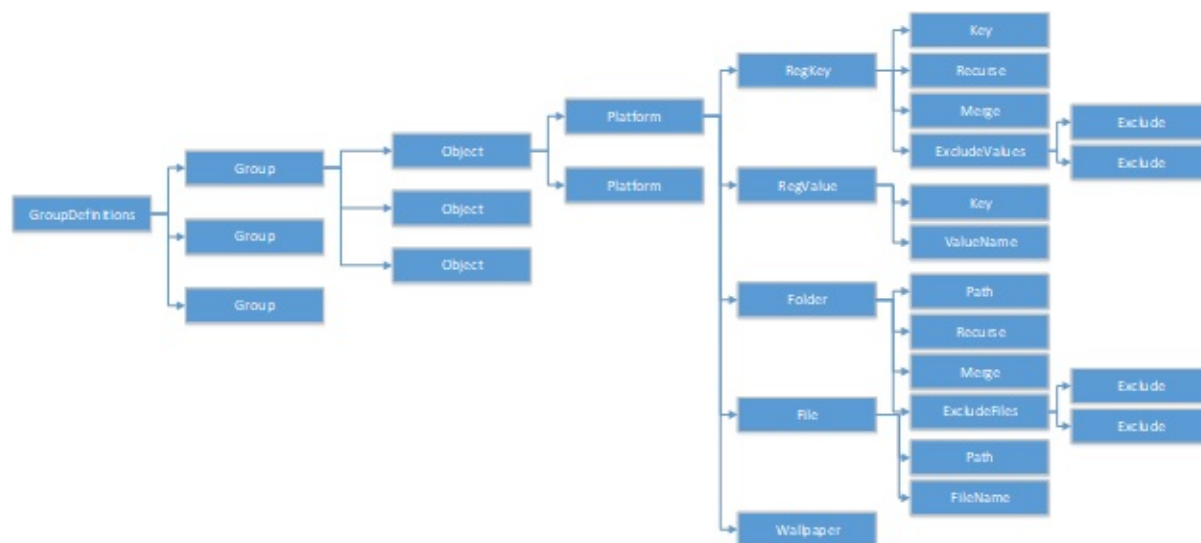 GroupDefinitions
Group
Group
Group
Object
Object
Object
Platform
Platform
RegKey
Key
Recurse
Merge
ExcludeValues
Exclude
Exclude
RegValue
Key
ValueName
Folder
Path
Recurse
Merge
ExcludeFiles
Exclude
Exclude
File
Path
FileName
Wallpaper